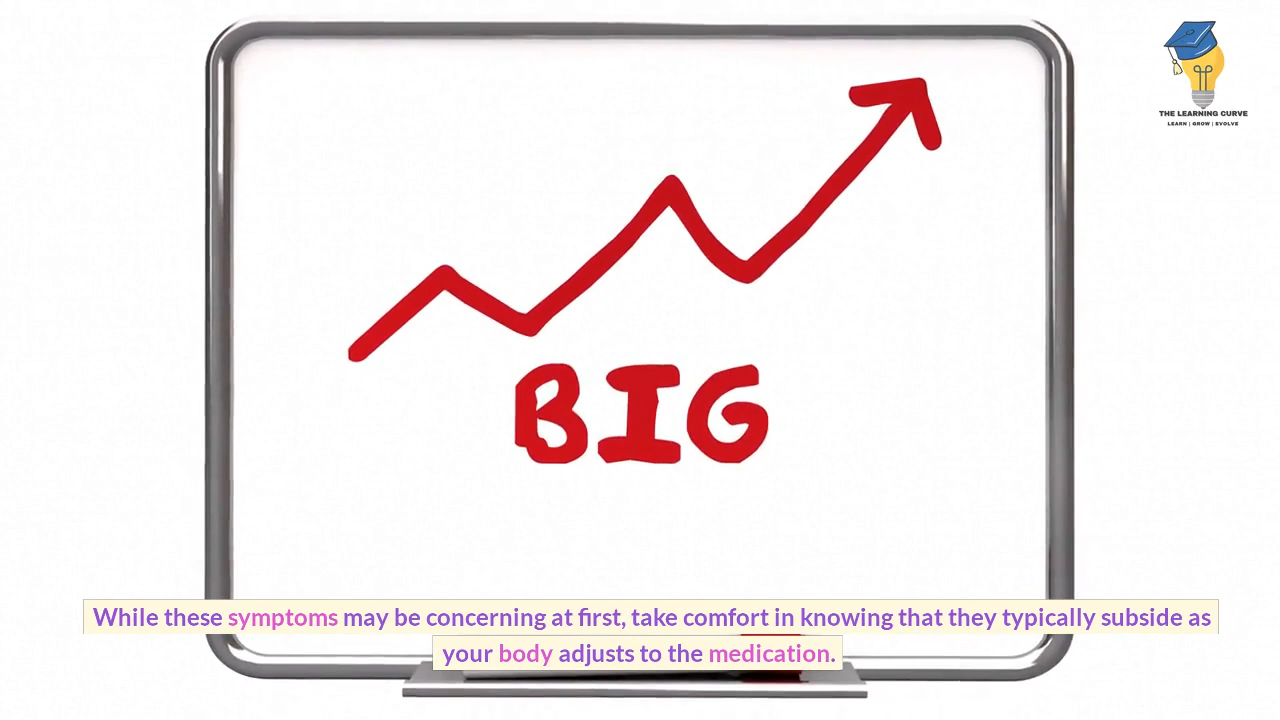 THE LEARNING CURVE
LEARN | GROW | EVOLVE
BIG
While these symptoms may be concerning at first, take comfort in knowing that they typically subside as
your body adjusts to the medication.